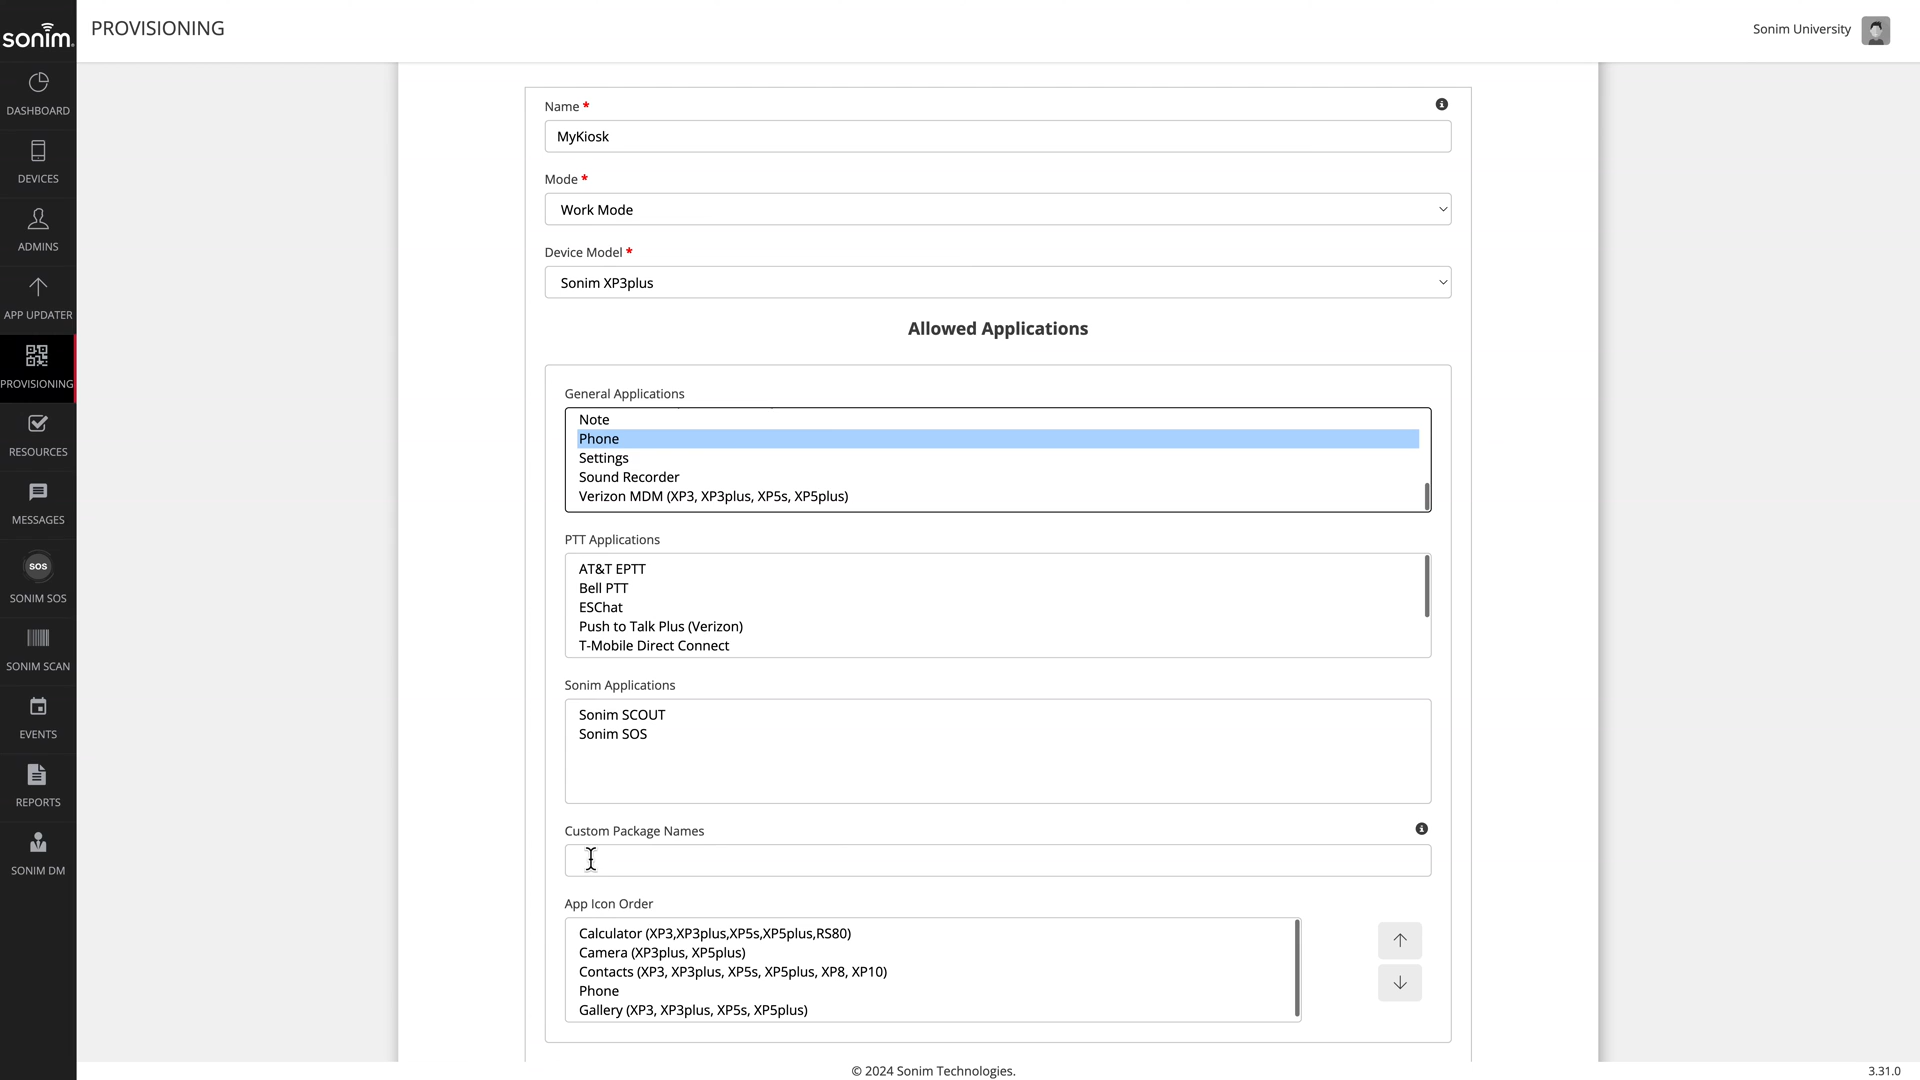 sonim
PROVISIONING
Sonim University
DASHBOARD
DEVICES
ADMINS
APP UPDATER
PROVISIONING
RESOURCES
MESSAGES
SOS
SONIM SOS
SONIM SCAN
EVENTS
REPORTS
SONIM DM
Name *
MyKiosk
Mode *
Work Mode
Device Model *
Sonim XP3plus
Allowed Applications
General Applications
Note
Phone
Settings
Sound Recorder
Verizon MDM (XP3, XP3plus, XP5s, XP5plus)
PTT Applications
AT&T EPTT
Bell PTT
ESChat
Push to Talk Plus (Verizon)
T-Mobile Direct Connect
Sonim Applications
Sonim SCOUT
Sonim SOS
Custom Package Names
App Icon Order
Calculator (XP3,XP3plus,XP5s,XP5plus,RS80)
Camera (XP3plus, XP5plus)
Contacts (XP3, XP3plus, XP5s, XP5plus, XP8, XP10)
Phone
Gallery (XP3, XP3plus, XP5s, XP5plus)
© 2024 Sonim Technologies.
3.31.0